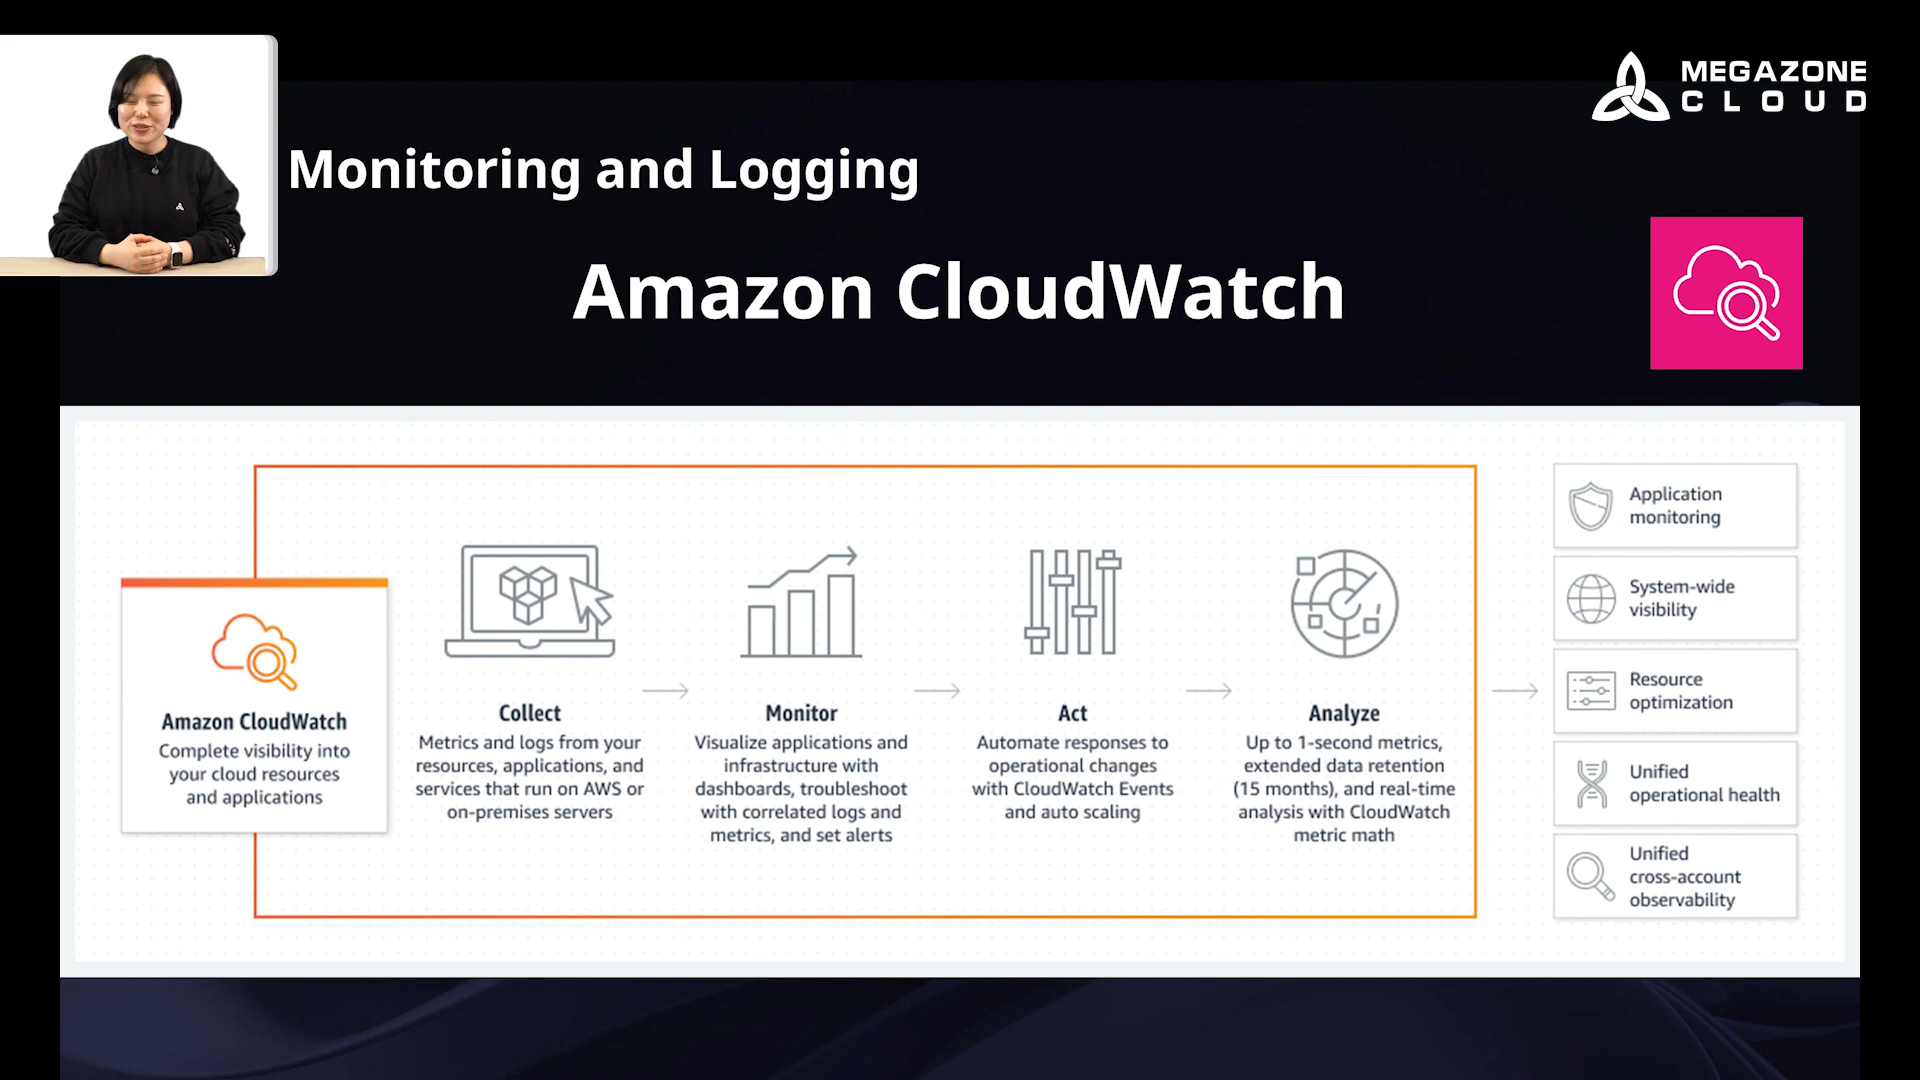 MEGAZONE
CLOUD
Monitoring and Logging
Amazon CloudWatch
Amazon CloudWatch
Complete visibility into
your cloud resources
and applications
Collect
Metrics and logs from your
resources, applications, and
services that run on AWS or
on-premises servers
Monitor
Visualize applications and
infrastructure with
dashboards, troubleshoot
with correlated logs and
metrics, and set alerts
Act
Automate responses to
operational changes
with CloudWatch Events
and auto scaling
Analyze
Up to 1-second metrics,
extended data retention
(15 months), and real-time
analysis with CloudWatch
metric math
Application
monitoring
System-wide
visibility
Resource
optimization
Unified
operational health
Unified
cross-account
observability